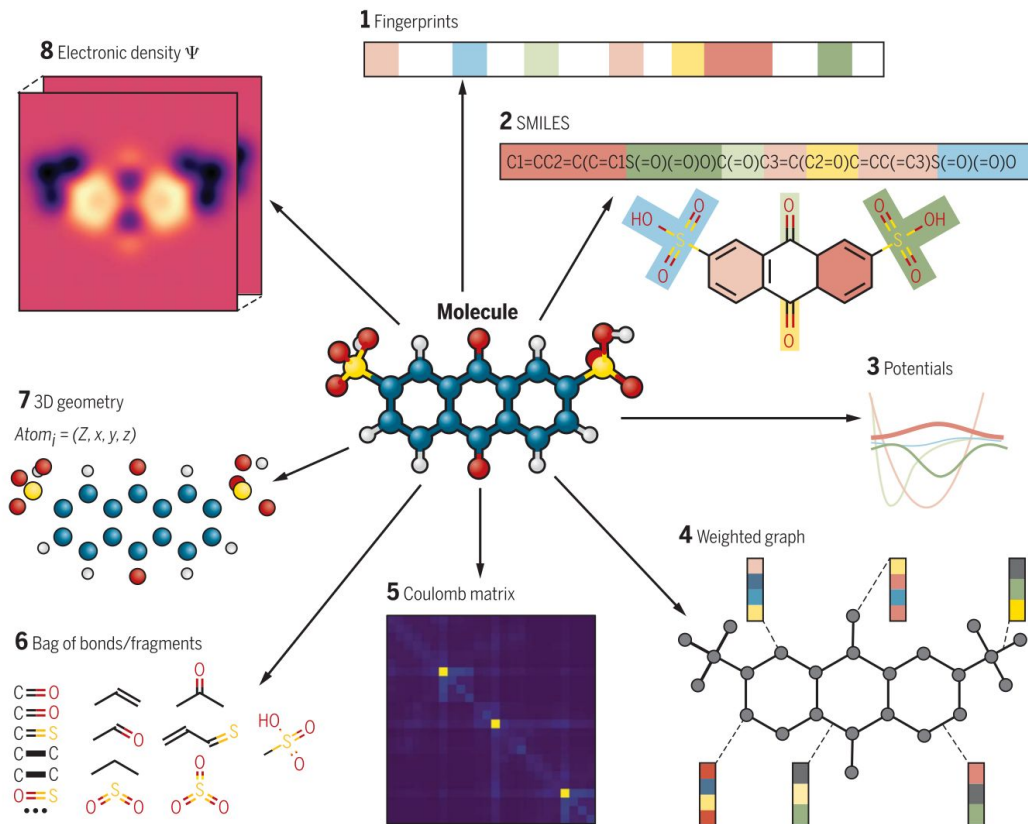 1 Fingerprints
8 Electronic density Ψ
2 SMILES
C1=CC2=C(C=C1S(=O)(=O)O)C(=O)C3=C(C2=O)C=CC(=C3)S(=O)(=O)O
O
O
O
HO
S
S
OH
O
O
O
Molecule
3 Potentials
7 3D geometry
Atomi = (Z, x, y, z)
4 Weighted graph
5 Coulomb matrix
6 Bag of bonds/fragments
C=O
O
C=O
HO
O
C=S
O
S
S
C C
O
O
C C
O
O=S
S
S
O
O
O
O
...